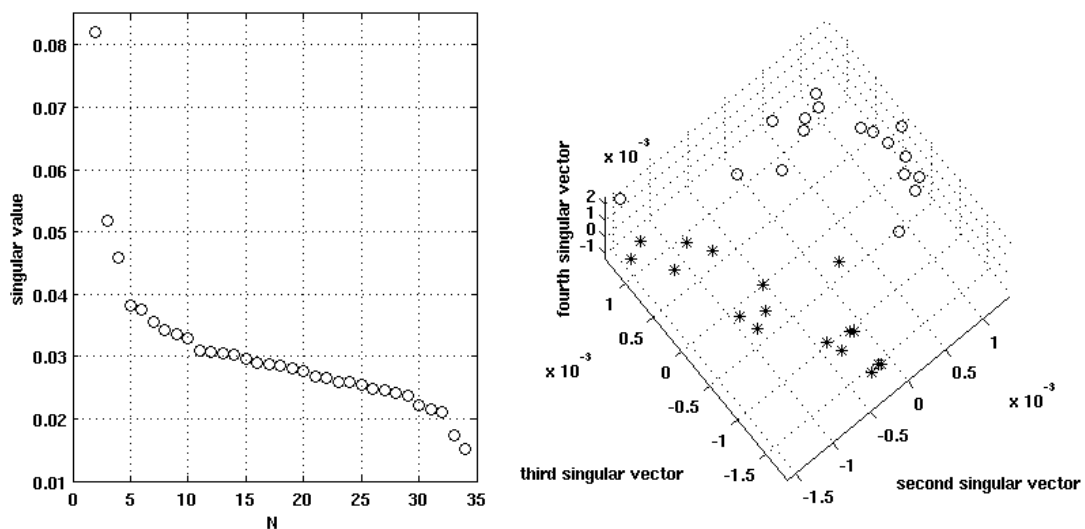 0.08
0.07
0.06
0.05
0.04
0.03
0.02
0.01
singular value
0 5 10 15 20 25 30 35
N
x 10⁻³
fourth singular vector
2
1
0
-1
1
0.5
0
-0.5
-1
-1.5
x 10⁻³
third singular vector
-1.5
-1
-0.5
0
0.5
1
x 10⁻³
second singular vector